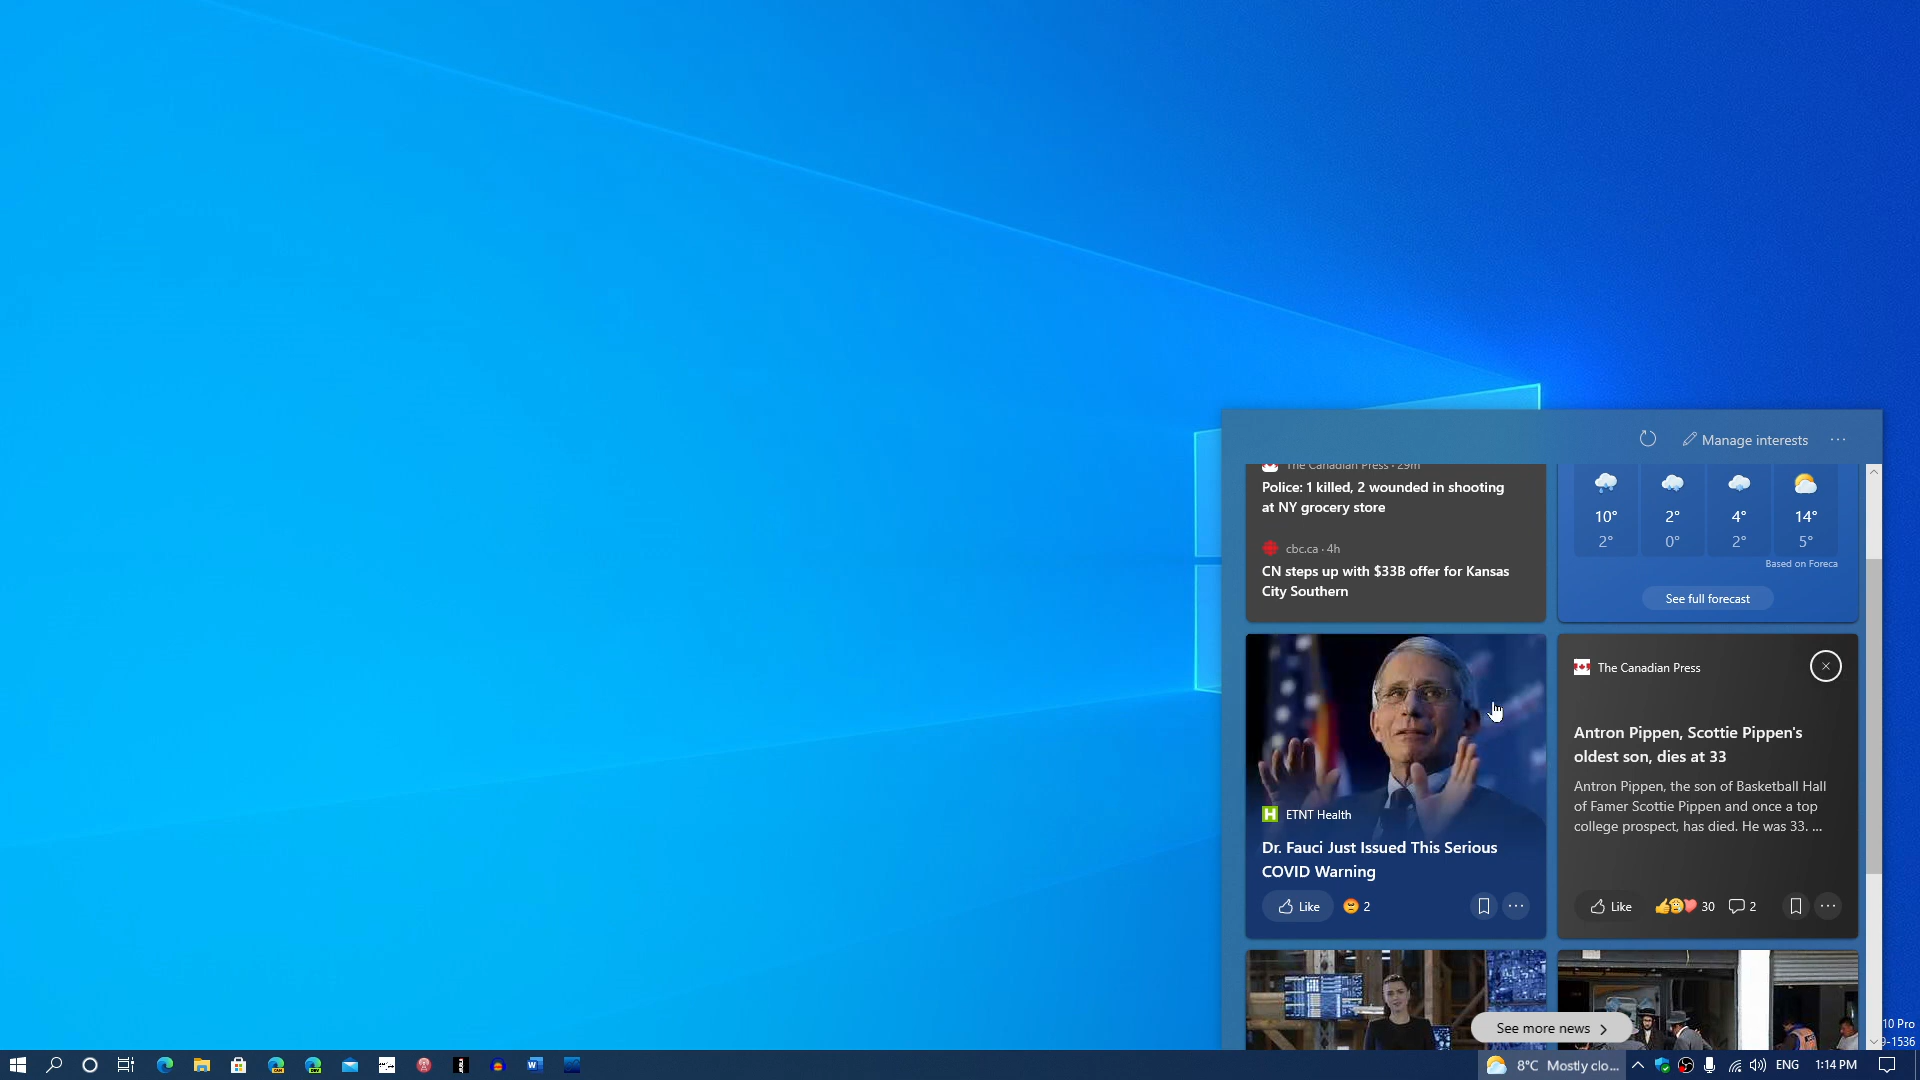 Manage interests
The Canadian Press · 29m
Police: 1 killed, 2 wounded in shooting
at NY grocery store
cbc.ca · 4h
CN steps up with $33B offer for Kansas
City Southern
10° 2° 4° 14°
2° 0° 2° 5°
Based on Foreca
See full forecast
ETNT Health
Dr. Fauci Just Issued This Serious
COVID Warning
Like 2
The Canadian Press
Antron Pippen, Scottie Pippen's
oldest son, dies at 33
Antron Pippen, the son of Basketball Hall
of Famer Scottie Pippen and once a top
college prospect, has died. He was 33. ...
Like 30 2
See more news
10 Pro
9-1536
8°C Mostly clo...
ENG
1:14 PM